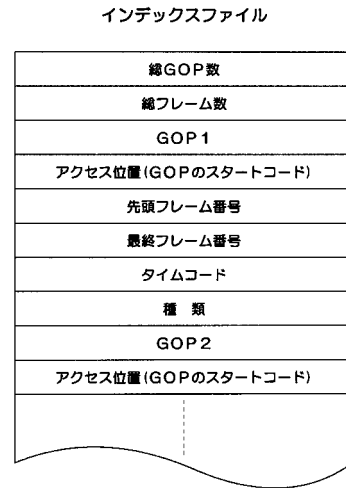 インデックスファイル
総GOP数
総フレーム数
GOP1
アクセス位置(GOPのスタートコード)
先頭フレーム番号
最終フレーム番号
タイムコード
種 類
GOP2
アクセス位置(GOPのスタートコード)